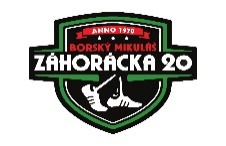 ANNO 1970
BORSKÝ MIKULÁŠ
ZÁHORÁCKA 20